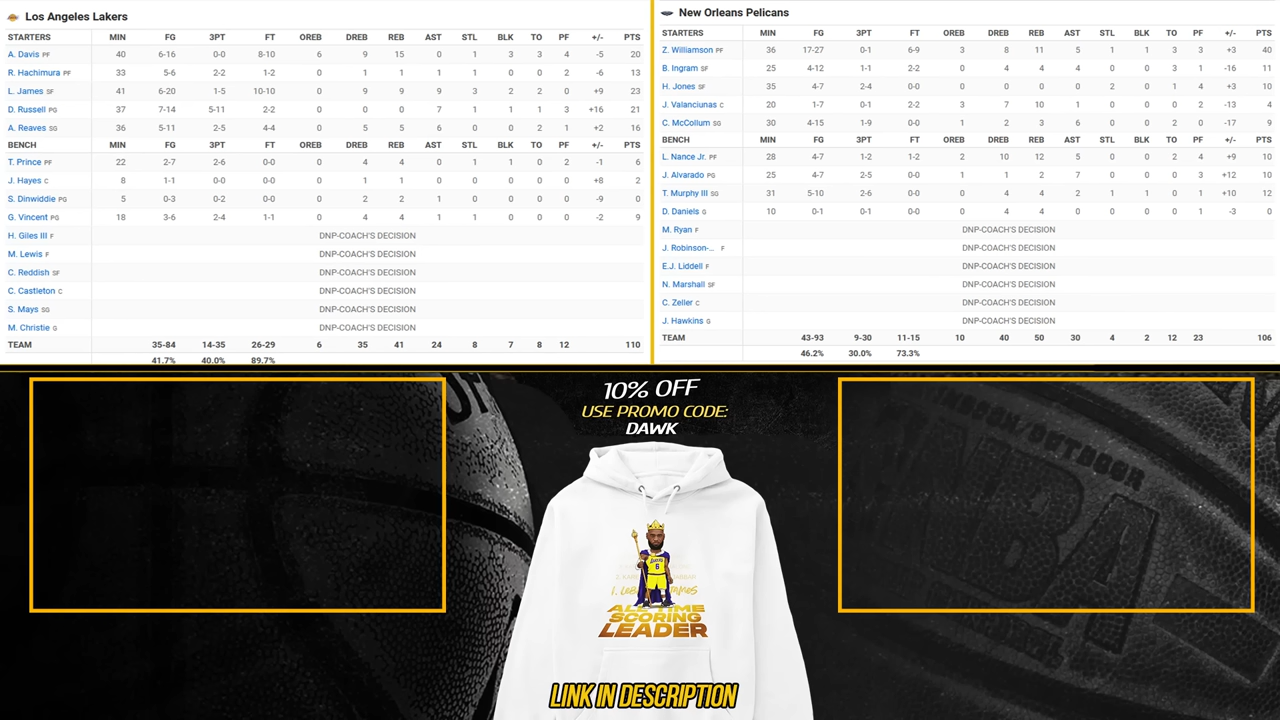 Los Angeles Lakers
STARTERS MIN FG 3PT FT OREB DREB REB AST STL BLK TO PF +/- PTS
A. Davis PF 40 6-16 0-0 8-10 6 9 15 0 1 3 3 4 -5 20
R. Hachimura PF 33 5-6 2-2 1-2 0 1 1 1 0 0 0 2 -6 13
L. James SF 41 6-20 1-5 10-10 0 9 9 9 3 2 2 0 +9 23
D. Russell PG 37 7-14 5-11 2-2 0 0 0 7 1 1 1 3 +16 21
A. Reaves SG 36 5-11 2-5 4-4 0 5 5 6 0 0 2 1 +2 16
BENCH MIN FG 3PT FT OREB DREB REB AST STL BLK TO PF +/- PTS
T. Prince PF 22 2-7 2-6 0-0 0 4 4 0 1 1 0 2 -1 6
J. Hayes C 8 1-1 0-0 0-0 0 1 1 0 0 0 0 0 +8 2
S. Dinwiddie PG 5 0-3 0-2 0-0 0 2 2 1 0 0 0 0 -9 0
G. Vincent PG 18 3-6 2-4 1-1 0 4 4 1 1 0 0 0 -2 9
H. Giles III F DNP-COACH'S DECISION
M. Lewis F DNP-COACH'S DECISION
C. Reddish SF DNP-COACH'S DECISION
C. Castleton C DNP-COACH'S DECISION
S. Mays SG DNP-COACH'S DECISION
M. Christie G DNP-COACH'S DECISION
TEAM 35-84 14-35 26-29 6 35 41 24 8 7 8 12 110
41.7% 40.0% 89.7%
New Orleans Pelicans
STARTERS MIN FG 3PT FT OREB DREB REB AST STL BLK TO PF +/- PTS
Z. Williamson PF 36 17-27 0-1 6-9 3 8 11 5 1 1 3 3 +3 40
B. Ingram SF 25 4-12 1-1 2-2 0 4 4 4 0 0 3 1 -16 11
H. Jones SF 35 4-7 2-4 0-0 0 0 0 0 2 0 1 4 +3 10
J. Valanciunas C 20 1-7 0-1 2-2 3 7 10 1 0 0 0 2 -13 4
C. McCollum SG 30 4-15 1-9 0-0 1 2 3 6 0 0 2 0 -17 9
BENCH MIN FG 3PT FT OREB DREB REB AST STL BLK TO PF +/- PTS
L. Nance Jr. PF 28 4-7 1-2 1-2 2 10 12 5 0 0 2 4 +9 10
J. Alvarado PG 25 4-7 2-5 0-0 1 1 2 7 0 0 0 3 +12 10
T. Murphy III SG 31 5-10 2-6 0-0 0 4 4 2 1 1 0 1 +10 12
D. Daniels G 10 0-1 0-1 0-0 0 4 4 0 0 0 0 1 -3 0
M. Ryan F DNP-COACH'S DECISION
J. Robinson-... F DNP-COACH'S DECISION
E.J. Liddell F DNP-COACH'S DECISION
N. Marshall SF DNP-COACH'S DECISION
C. Zeller C DNP-COACH'S DECISION
J. Hawkins G DNP-COACH'S DECISION
TEAM 43-93 9-30 11-15 10 40 50 30 4 2 12 23 106
46.2% 30.0% 73.3%
10% OFF
USE PROMO CODE:
DAWK
ALL TIME
SCORING
LEADER
LINK IN DESCRIPTION